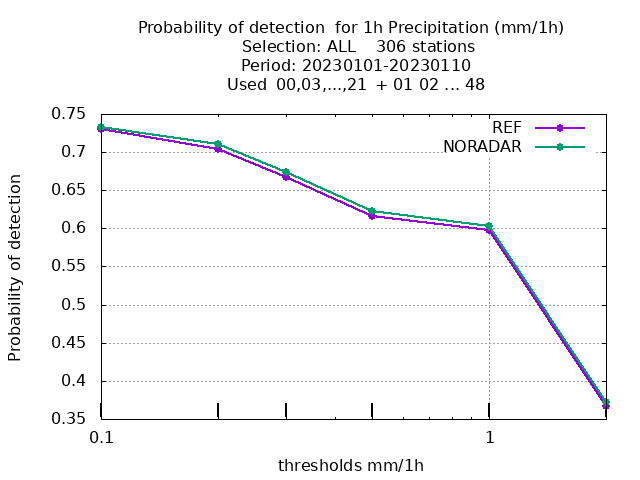 Probability of detection  for 1h Precipitation (mm/1h)
Selection: ALL    306 stations
Period: 20230101-20230110
Used  00,03,...,21  + 01 02 ... 48
REF
NORADAR
Probability of detection
0.75
0.7
0.65
0.6
0.55
0.5
0.45
0.4
0.35
0.1
1
thresholds mm/1h